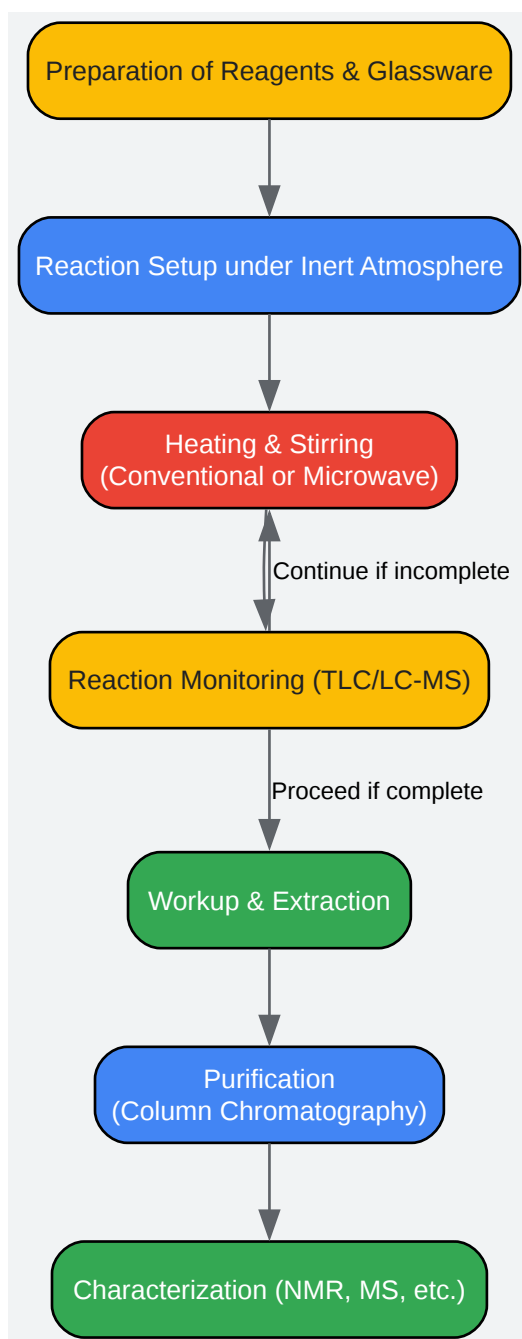 Preparation of Reagents & Glassware
Reaction Setup under Inert Atmosphere
Heating & Stirring
(Conventional or Microwave)
Continue if incomplete
Reaction Monitoring (TLC/LC-MS)
Proceed if complete
Workup & Extraction
Purification
(Column Chromatography)
Characterization (NMR, MS, etc.)